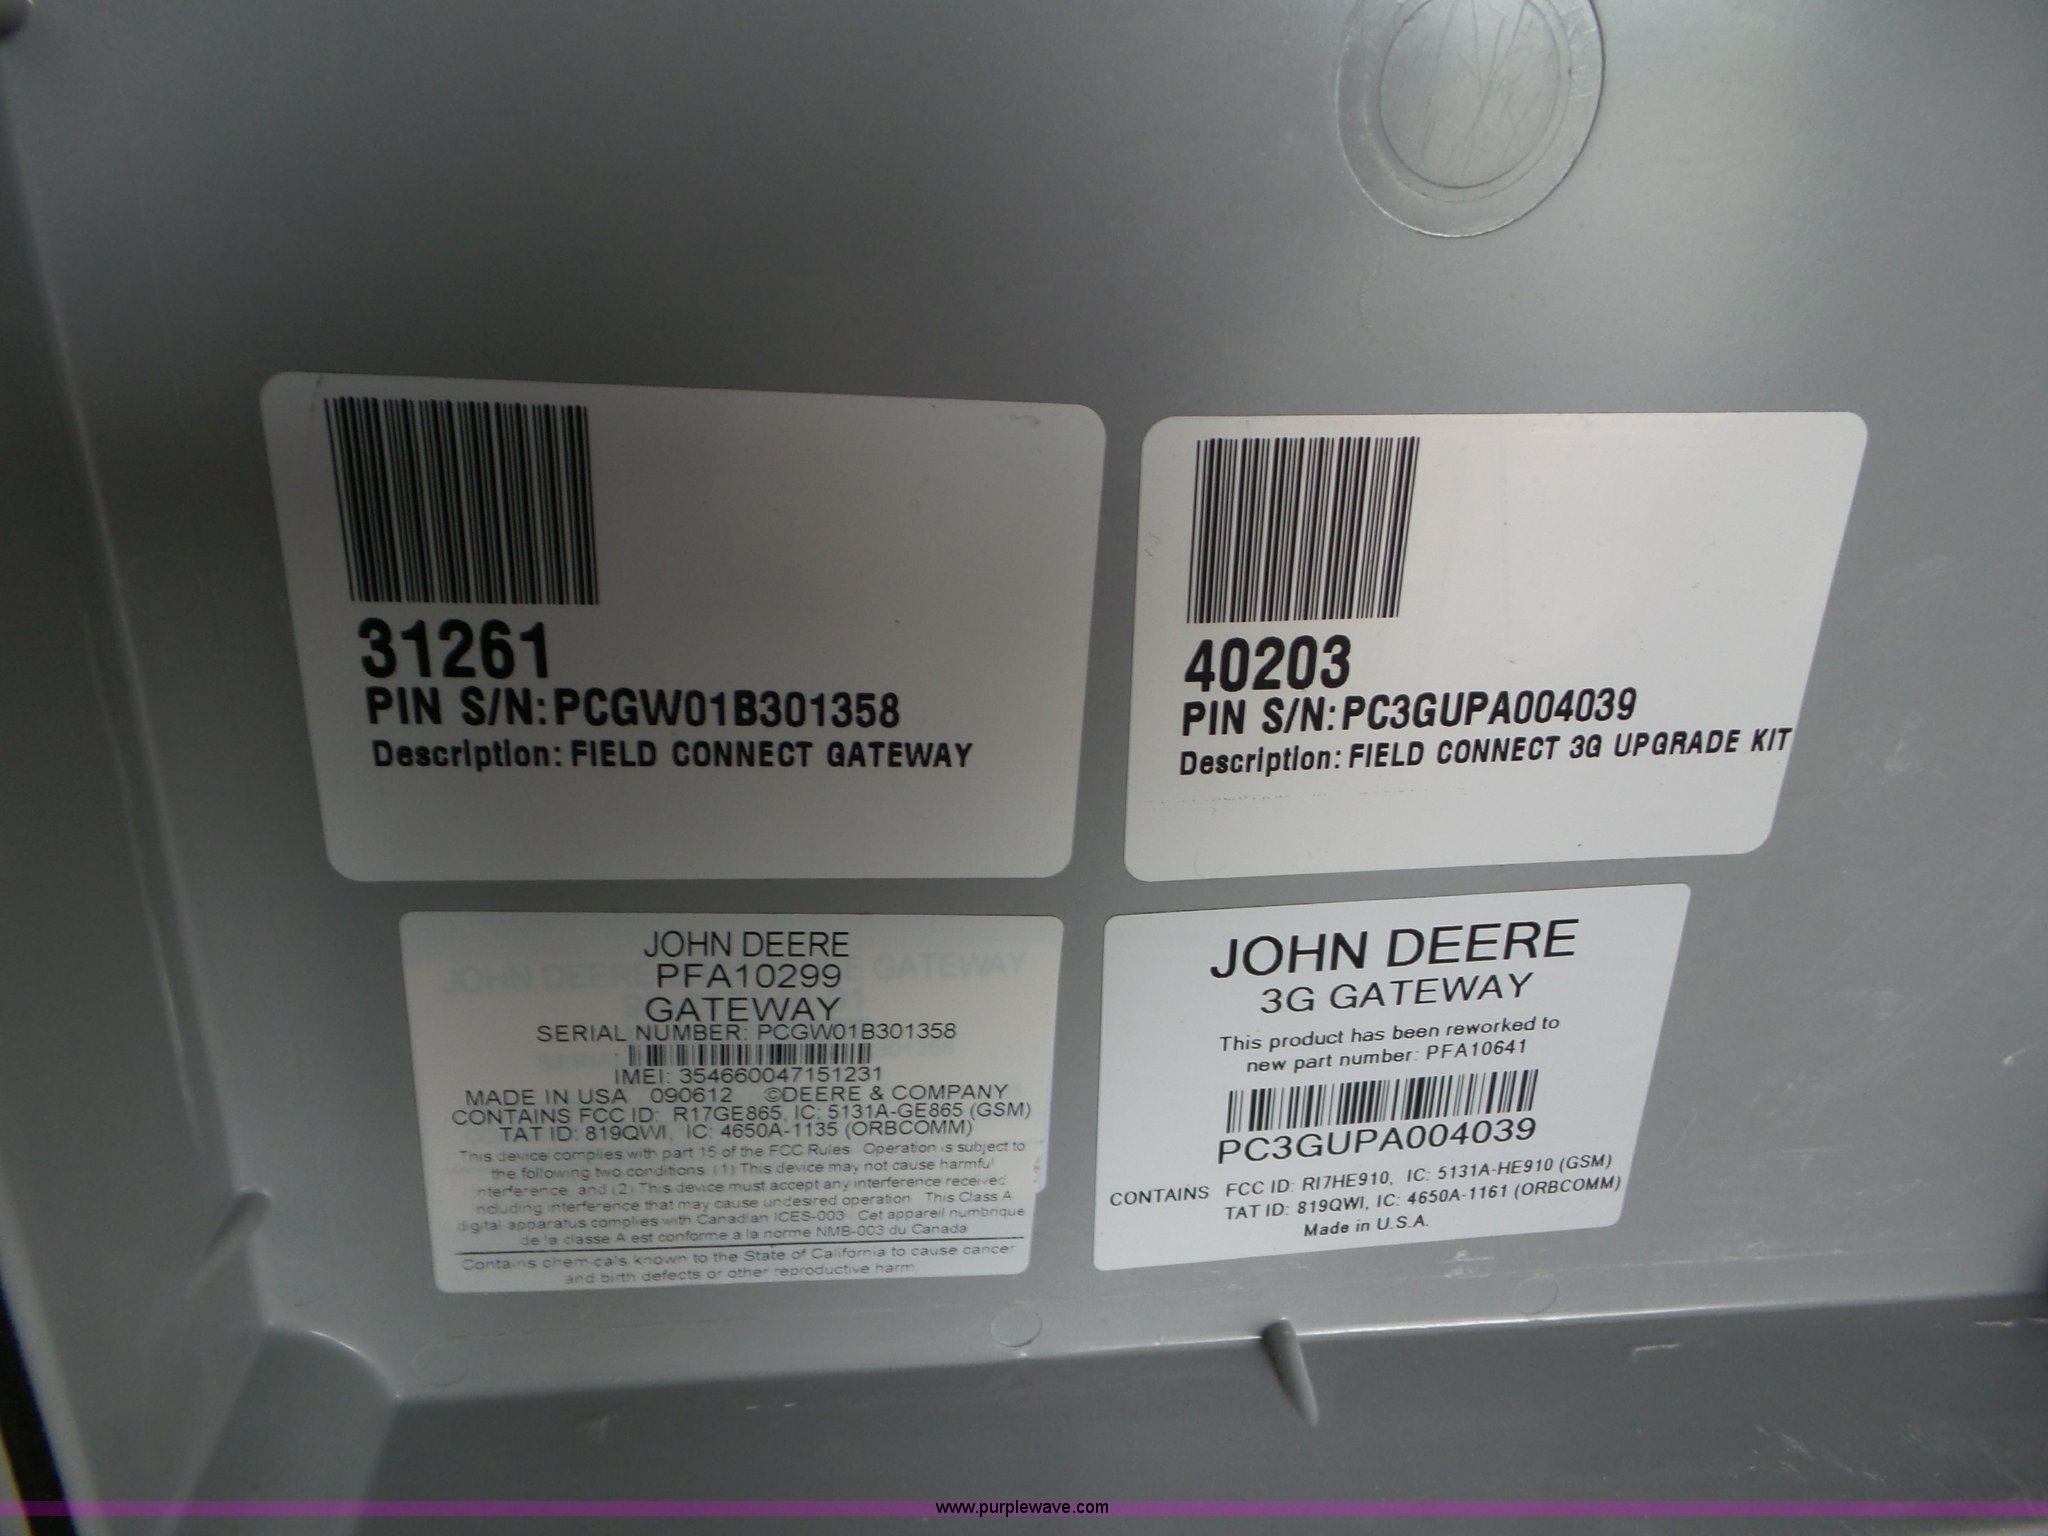 31261
PIN S/N: PCGW01B301358
Description: FIELD CONNECT GATEWAY
40203
PIN S/N: PC3GUPA004039
Description: FIELD CONNECT 3G UPGRADE KIT
JOHN DEERE
PFA10299
GATEWAY
SERIAL NUMBER: PCGW01B301358
IMEI: 354660047151231
MADE IN USA 090612 ©DEERE & COMPANY
CONTAINS FCC ID: R17GE865, IC: 5131A-GE865 (GSM)
TAT ID: 819QWI, IC: 4650A-1135 (ORBCOMM)
This device complies with part 15 of the FCC Rules Operation is subject to
the following two conditions (1) This device may not cause harmful
interference, and (2) This device must accept any interference received
including interference that may cause undesired operation This Class A
digital apparatus complies with Canadian ICES-003 Cet appareil numbrique
de la classe A est conforme a la norme NMB-003 du Canada
Contains chemicals known to the State of California to cause cancer
and birth defects or other reproductive harm.
JOHN DEERE
3G GATEWAY
This product has been reworked to
new part number: PFA10641
PC3GUPA004039
CONTAINS FCC ID: RI7HE910, IC: 5131A-HE910 (GSM)
TAT ID: 819QWI, IC: 4650A-1161 (ORBCOMM)
Made in U.S.A.
www.purplewave.com